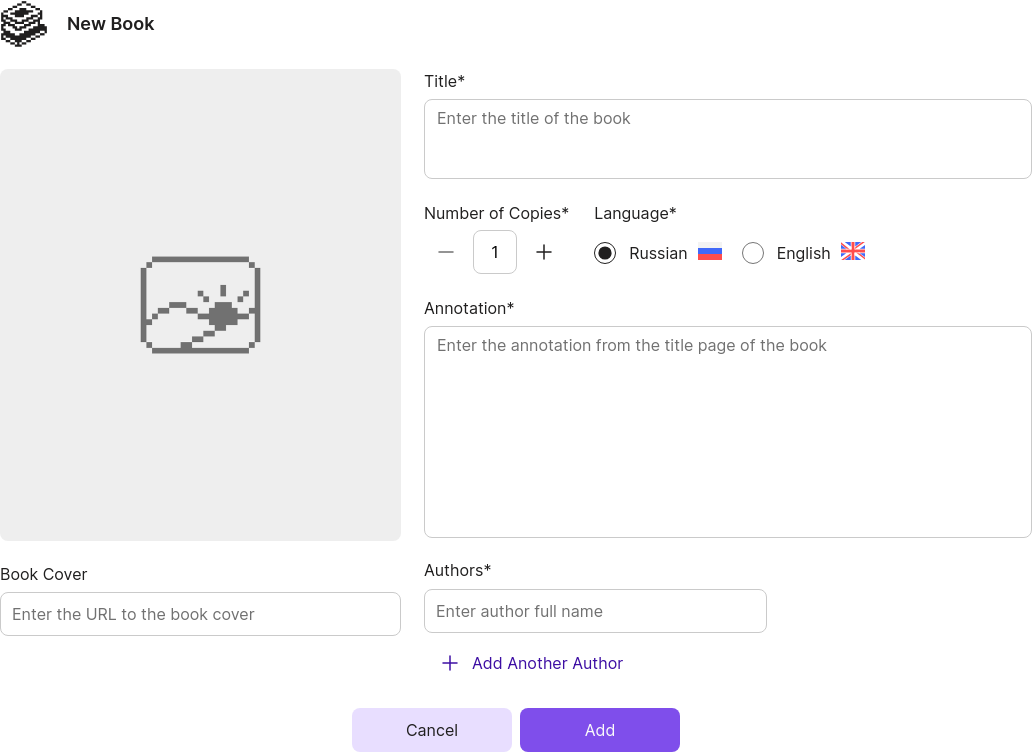 New Book
Title*
Enter the title of the book
Number of Copies*
Language*
1
Russian
English
Annotation*
Enter the annotation from the title page of the book
Book Cover
Enter the URL to the book cover
Authors*
Enter author full name
Add Another Author
Cancel
Add